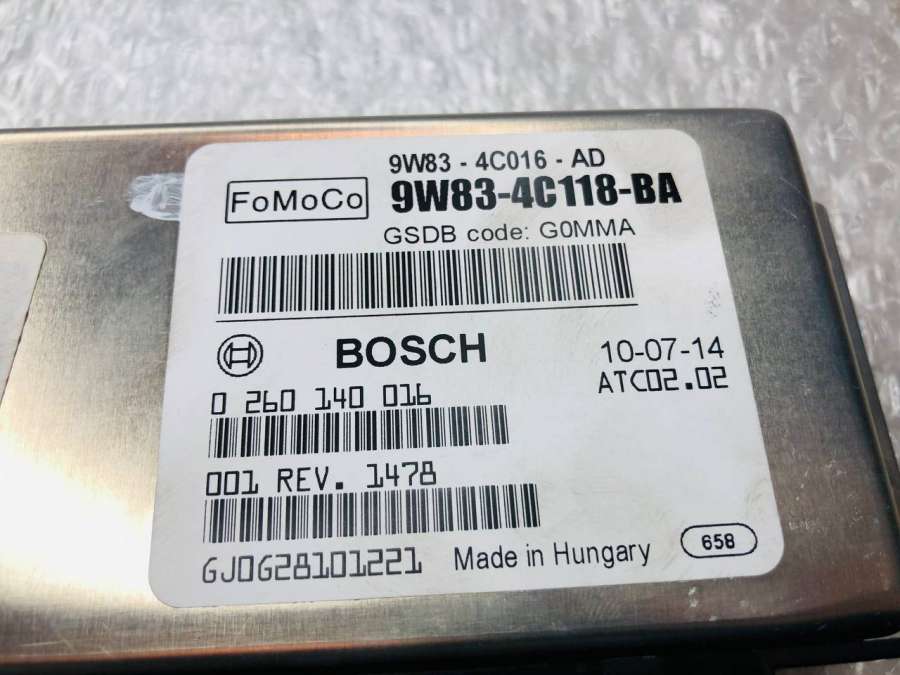 9W83 - 4C016 - AD
FoMoCo
9W83-4C118-BA
GSDB code: G0MMA
BOSCH
10-07-14
ATC02.02
0 260 140 016
001 REV. 1478
GJ0G28101221
Made in Hungary
658